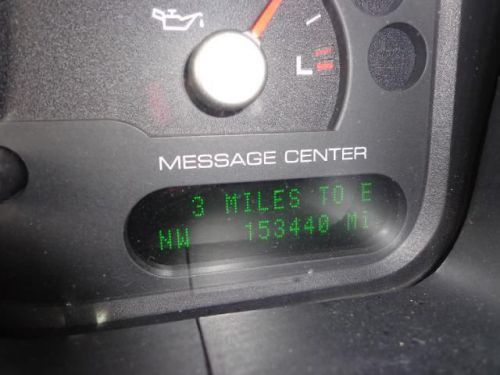 L
MESSAGE CENTER
3 MILES TO E
NW 153440 Mi